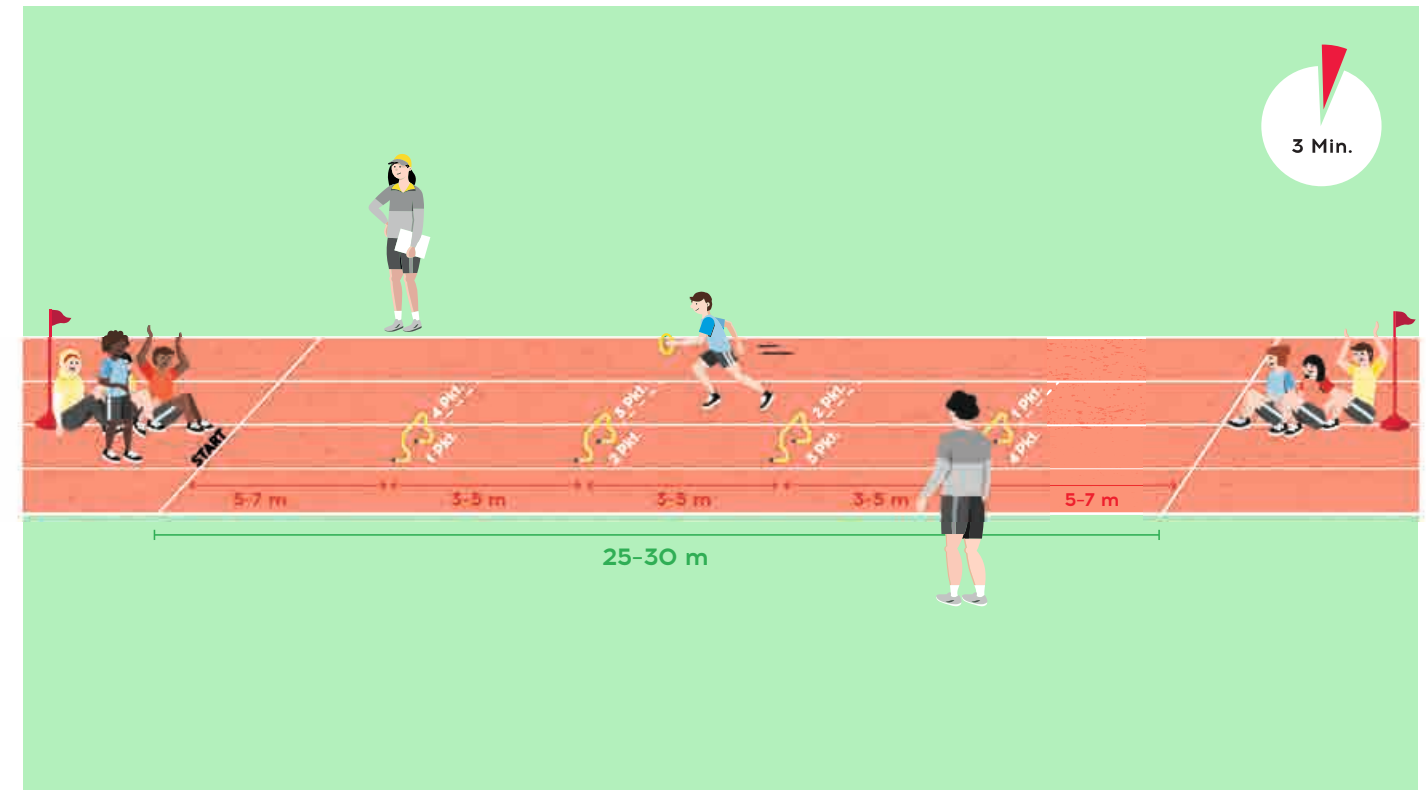 3 Min.
START
4 Pkt.
1 Pkt.
3 Pkt.
2 Pkt.
2 Pkt.
3 Pkt.
1 Pkt.
4 Pkt.
5-7 m
3-5 m
3-5 m
3-5 m
5-7 m
25-30 m